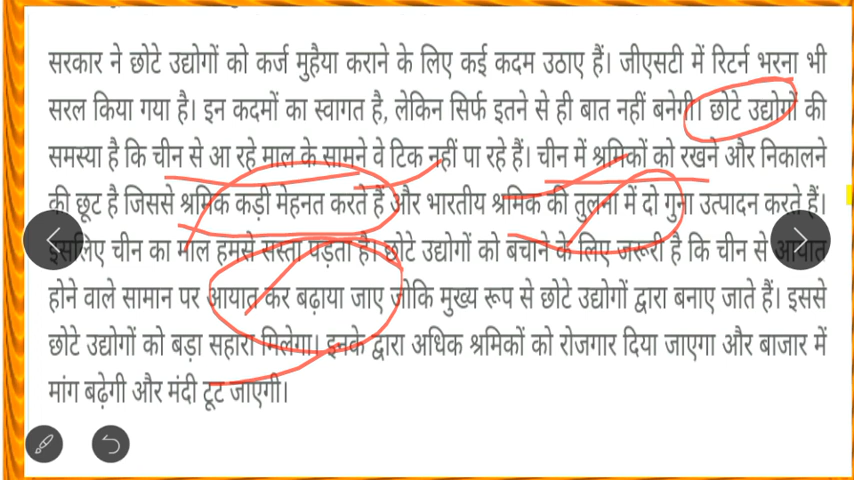 सरकार ने छोटे उद्योगों को कर्ज मुहैया कराने के लिए कई कदम उठाए हैं। जीएसटी में रिटर्न भरना भी
सरल किया गया है। इन कदमों का स्वागत है, लेकिन सिर्फ इतने से ही बात नहीं बनेगी। छोटे उद्योगों की
समस्या है कि चीन से आ रहे माल के सामने वे टिक नहीं पा रहे हैं। चीन में श्रमिकों को रखने और निकालने
की छूट है जिससे श्रमिक कड़ी मेहनत करते हैं और भारतीय श्रमिक की तुलना में दो गुना उत्पादन करते हैं।
इसलिए चीन का माल हमसे सस्ता पड़ता है। छोटे उद्योगों को बचाने के लिए जरूरी है कि चीन से आयात
होने वाले सामान पर आयात कर बढ़ाया जाए जोकि मुख्य रूप से छोटे उद्योगों द्वारा बनाए जाते हैं। इससे
छोटे उद्योगों को बड़ा सहारा मिलेगा। इनके द्वारा अधिक श्रमिकों को रोजगार दिया जाएगा और बाजार में
मांग बढ़ेगी और मंदी टूट जाएगी।